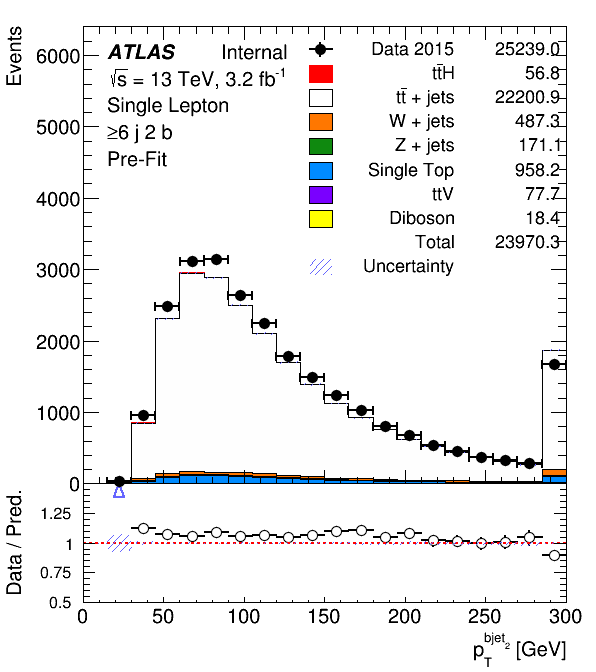 Events
6000
5000
4000
3000
2000
1000
0
ATLAS Internal
√s = 13 TeV, 3.2 fb⁻¹
Single Lepton
≥6 j 2 b
Pre-Fit
Data 2015 25239.0
tt̄H 56.8
tt̄ + jets 22200.9
W + jets 487.3
Z + jets 171.1
Single Top 958.2
ttV 77.7
Diboson 18.4
Total 23970.3
Uncertainty
Data / Pred.
1.25
1
0.75
0.5
0 50 100 150 200 250 300
p_T^bjet₂ [GeV]